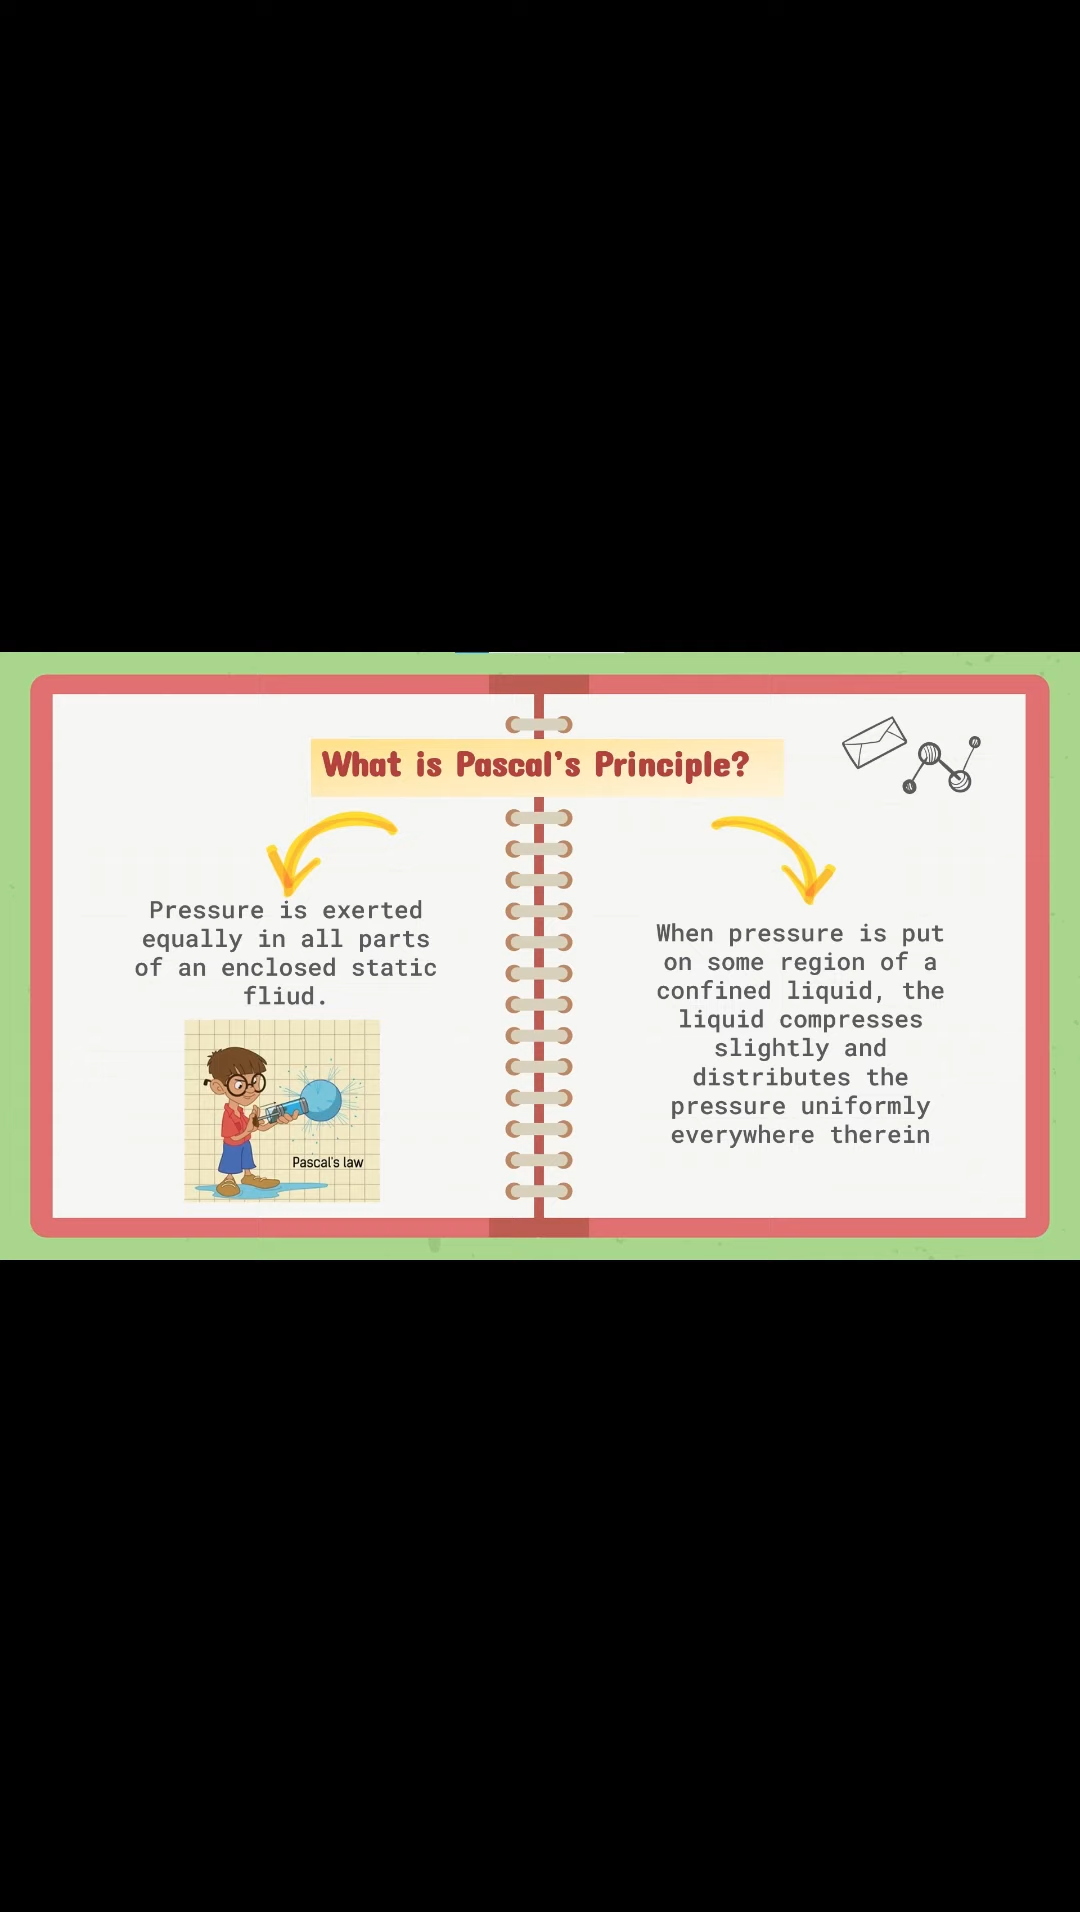 What is Pascal's Principle?
Pressure is exerted
equally in all parts
of an enclosed static
fliud.
Pascal's law
When pressure is put
on some region of a
confined liquid, the
liquid compresses
slightly and
distributes the
pressure uniformly
everywhere therein